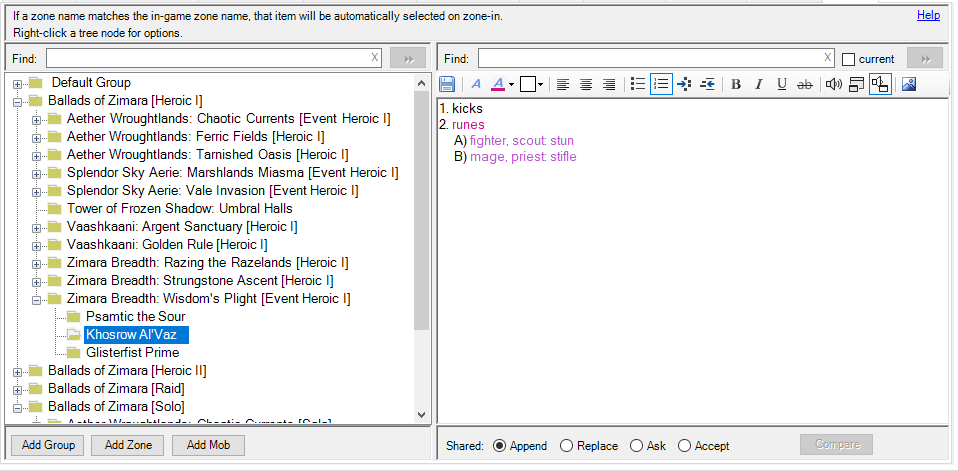 If a zone name matches the in-game zone name, that item will be automatically selected on zone-in.
Help
Right-click a tree node for options.
Find:
X
Find:
X
current
Default Group
Ballads of Zimara [Heroic I]
Aether Wroughtlands: Chaotic Currents [Event Heroic I]
Aether Wroughtlands: Ferric Fields [Heroic I]
Aether Wroughtlands: Tarnished Oasis [Heroic I]
Splendor Sky Aerie: Marshlands Miasma [Event Heroic I]
Splendor Sky Aerie: Vale Invasion [Event Heroic I]
Tower of Frozen Shadow: Umbral Halls
Vaashkaani: Argent Sanctuary [Heroic I]
Vaashkaani: Golden Rule [Heroic I]
Zimara Breadth: Razing the Razelands [Heroic I]
Zimara Breadth: Strungstone Ascent [Heroic I]
Zimara Breadth: Wisdom's Plight [Event Heroic I]
Psamtic the Sour
Khosrow Al'Vaz
Glisterfist Prime
Ballads of Zimara [Heroic II]
Ballads of Zimara [Raid]
Ballads of Zimara [Solo]
Aether Wroughtlands: Chaotic Currents [Solo]
Add Group
Add Zone
Add Mob
A
A
B
I
U
ab
1. kicks
2. runes
A) fighter, scout: stun
B) mage, priest: stifle
Shared:
Append
Replace
Ask
Accept
Compare